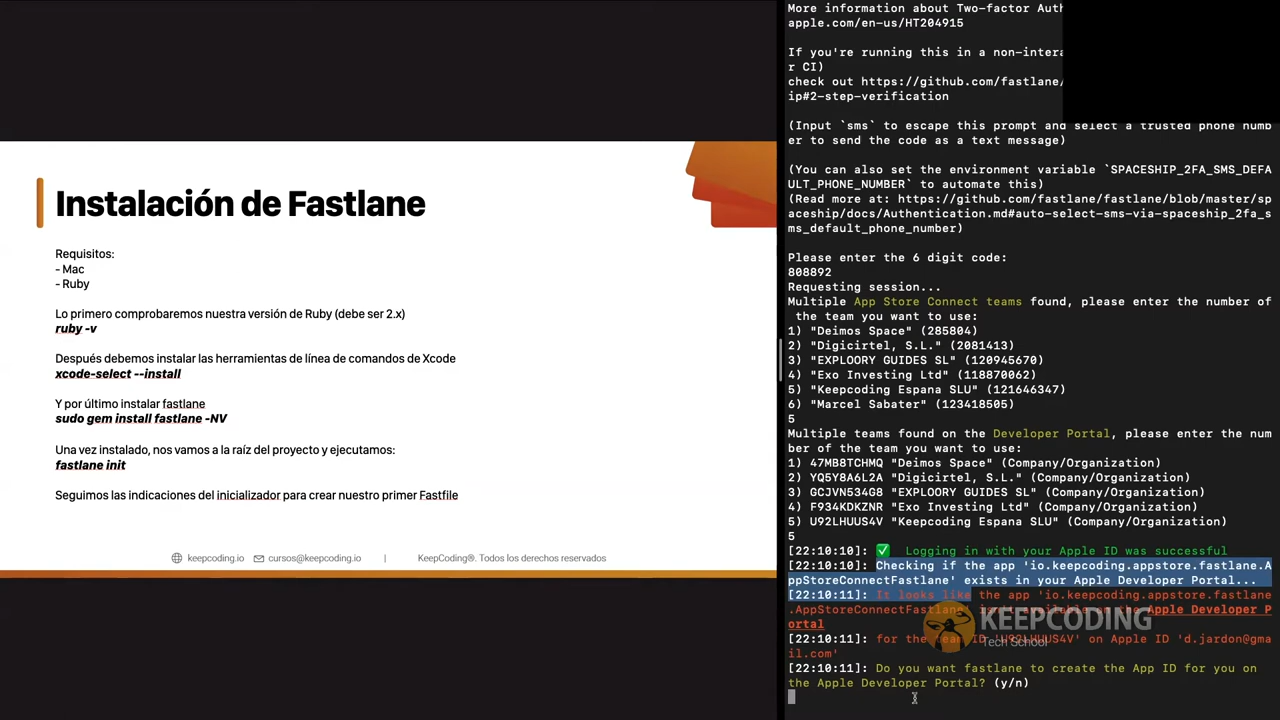 Instalación de Fastlane
Requisitos:
- Mac
- Ruby
Lo primero comprobaremos nuestra versión de Ruby (debe ser 2.x)
ruby -v
Después debemos instalar las herramientas de línea de comandos de Xcode
xcode-select --install
Y por último instalar fastlane
sudo gem install fastlane -NV
Una vez instalado, nos vamos a la raíz del proyecto y ejecutamos:
fastlane init
Seguimos las indicaciones del inicializador para crear nuestro primer Fastfile
keepcoding.io cursos@keepcoding.io | KeepCoding®. Todos los derechos reservados
More information about Two-factor Auth
apple.com/en-us/HT204915
If you're running this in a non-intera
r CI)
check out https://github.com/fastlane/
ip#2-step-verification
(Input `sms` to escape this prompt and select a trusted phone numb
er to send the code as a text message)
(You can also set the environment variable `SPACESHIP_2FA_SMS_DEFA
ULT_PHONE_NUMBER` to automate this)
(Read more at: https://github.com/fastlane/fastlane/blob/master/sp
aceship/docs/Authentication.md#auto-select-sms-via-spaceship_2fa_s
ms_default_phone_number)
Please enter the 6 digit code:
808892
Requesting session...
Multiple App Store Connect teams found, please enter the number of
the team you want to use:
1) "Deimos Space" (285804)
2) "Digicirtel, S.L." (2081413)
3) "EXPLOORY GUIDES SL" (120945670)
4) "Exo Investing Ltd" (118870062)
5) "Keepcoding Espana SLU" (121646347)
6) "Marcel Sabater" (123418505)
5
Multiple teams found on the Developer Portal, please enter the num
ber of the team you want to use:
1) 47MB8TCHMQ "Deimos Space" (Company/Organization)
2) YQ5Y8A6L2A "Digicirtel, S.L." (Company/Organization)
3) GCJVN534G8 "EXPLOORY GUIDES SL" (Company/Organization)
4) F934KDKZNR "Exo Investing Ltd" (Company/Organization)
5) U92LHUUS4V "Keepcoding Espana SLU" (Company/Organization)
5
[22:10:10]: ✅ Logging in with your Apple ID was successful
[22:10:10]: Checking if the app 'io.keepcoding.appstore.fastlane.A
ppStoreConnectFastlane' exists in your Apple Developer Portal...
[22:10:11]: It looks like the app 'io.keepcoding.appstore.fastlane
.AppStoreConnectFastlane' isn't available on the Apple Developer P
ortal
[22:10:11]: for the team ID 'U92LHUUS4V' on Apple ID 'd.jardon@gma
il.com'
[22:10:11]: Do you want fastlane to create the App ID for you on
the Apple Developer Portal? (y/n)
KEEPCODING
Tech School